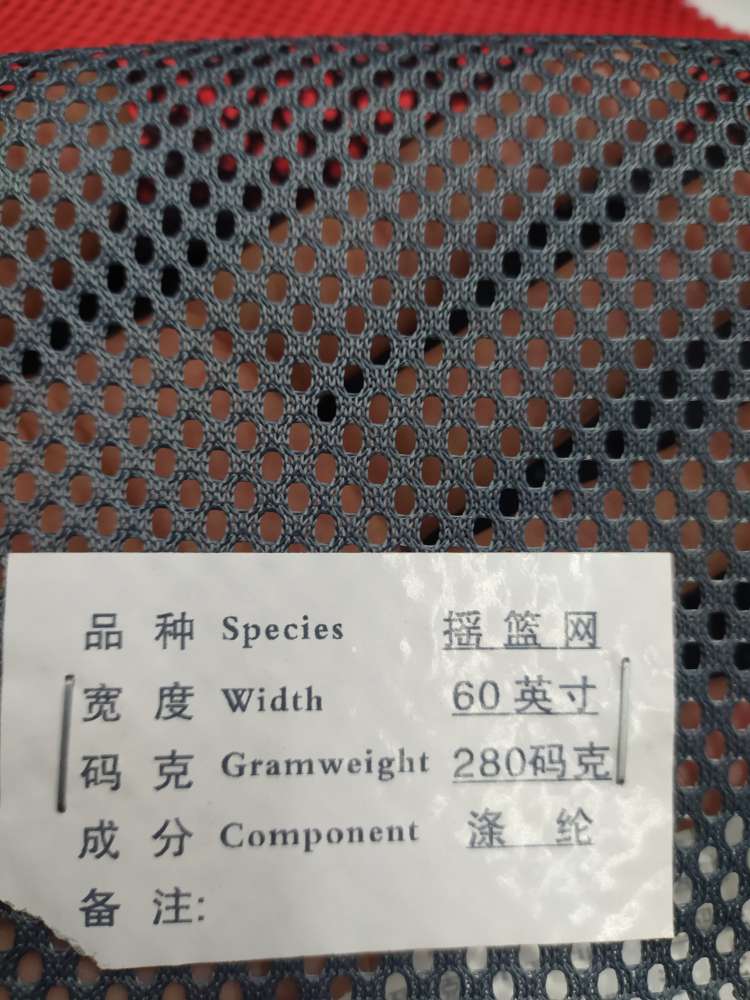 品 种 Species 摇 篮 网
宽 度 Width 60英寸
码 克 Gramweight 280码克
成 分 Component 涤 纶
备 注: